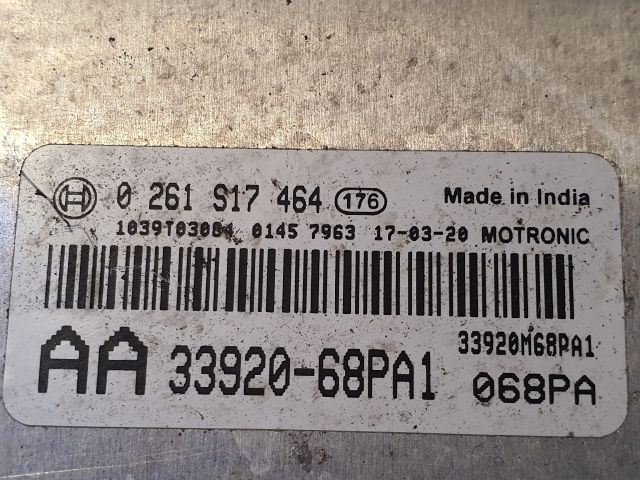 0 261 S17 464 176 Made in India
1039T03084 0145 7963 17-03-20 MOTRONIC
AA 33920-68PA1
33920M68PA1
068PA